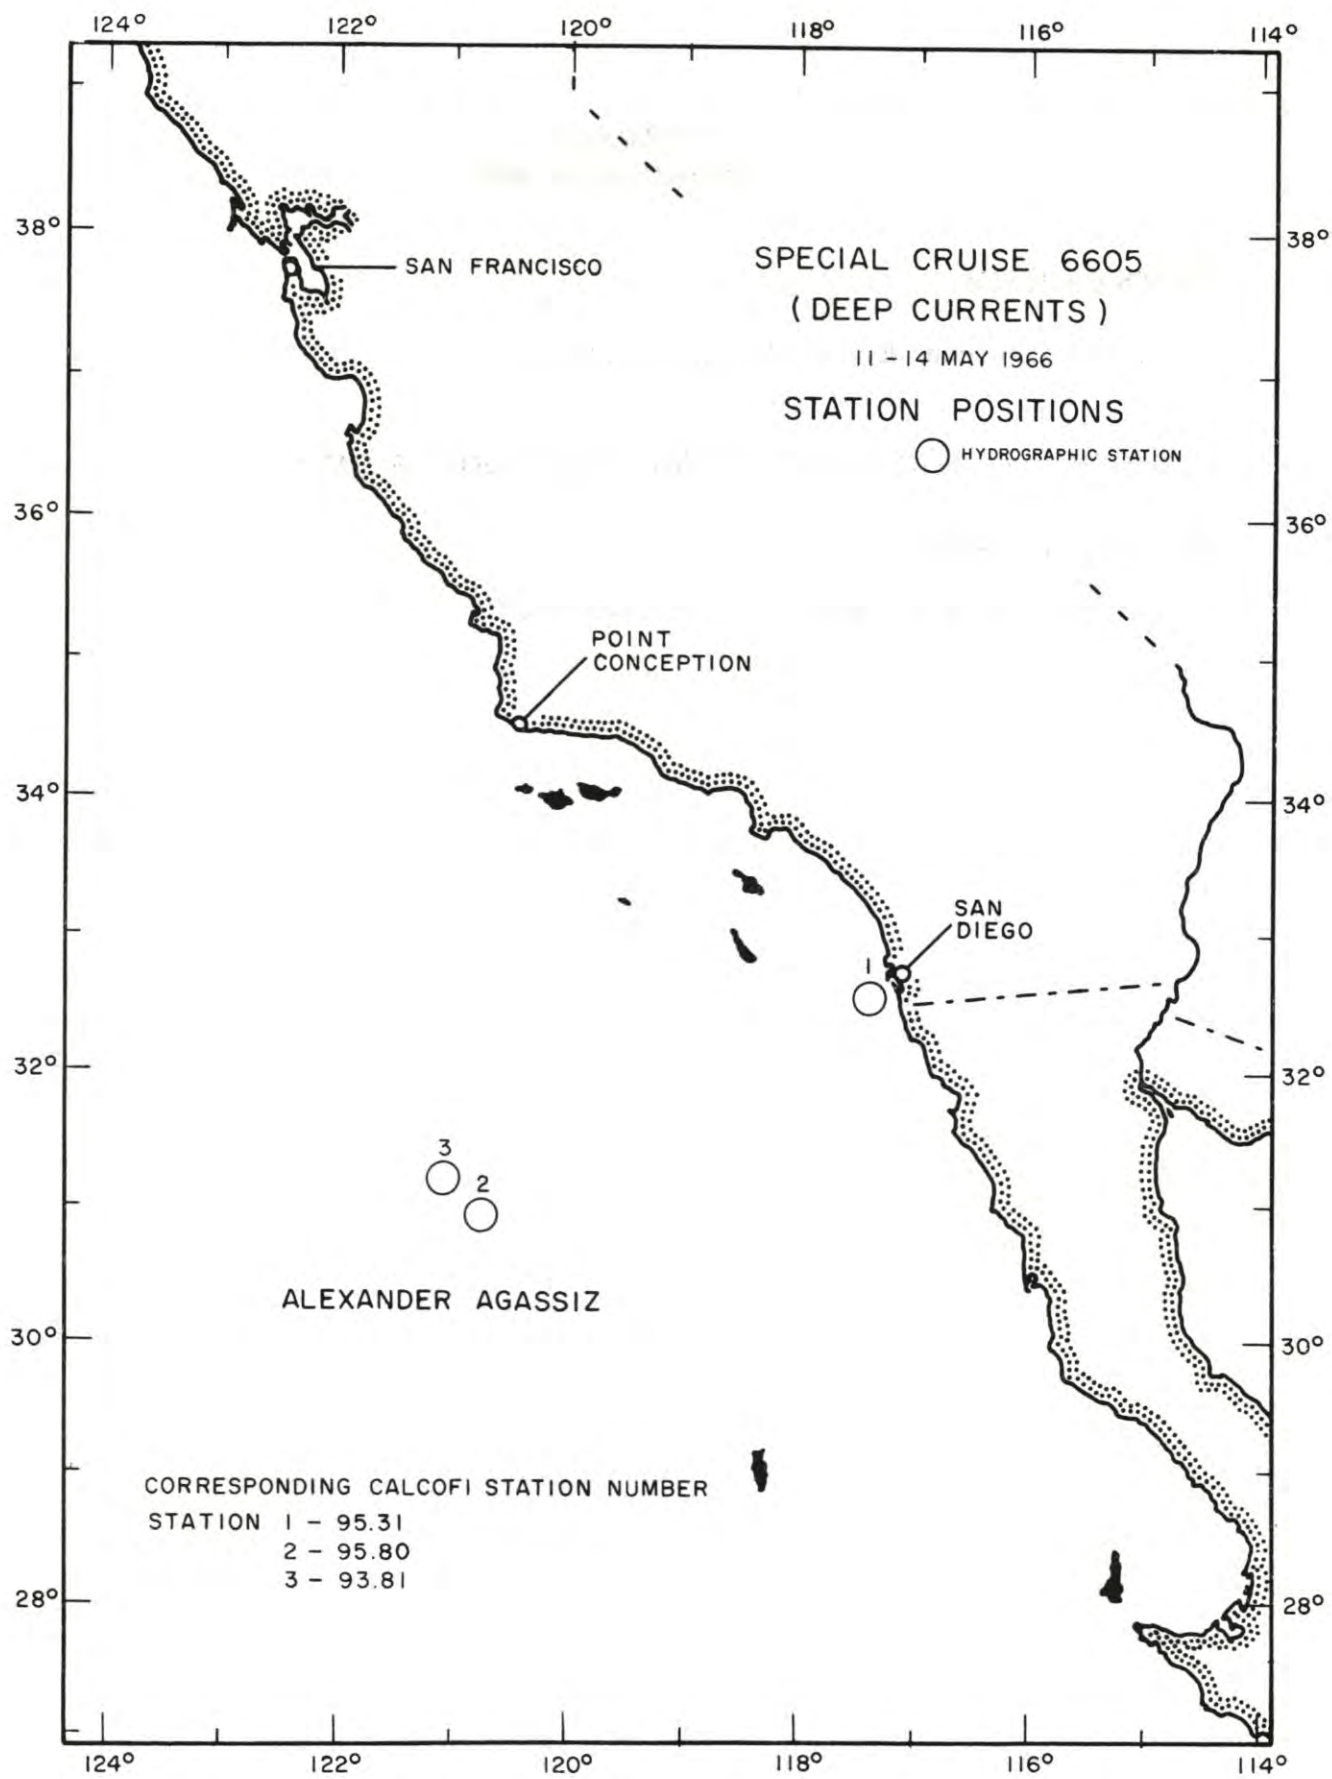 124° 122° 120° 118° 116° 114°
38° 38°
SAN FRANCISCO
SPECIAL CRUISE 6605
( DEEP CURRENTS )
11 - 14 MAY 1966
STATION POSITIONS
HYDROGRAPHIC STATION
36° 36°
POINT
CONCEPTION
34° 34°
SAN
DIEGO
1
32° 32°
3
2
ALEXANDER AGASSIZ
30° 30°
CORRESPONDING CALCOFI STATION NUMBER
STATION 1 - 95.31
2 - 95.80
3 - 93.81
28° 28°
124° 122° 120° 118° 116° 114°